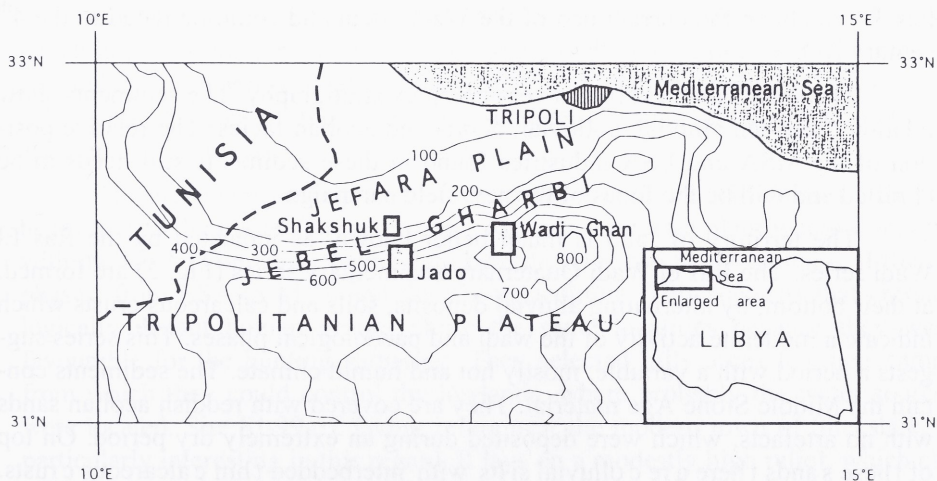 10°E
15°E
33°N
33°N
Mediterranean Sea
TRIPOLI
TUNISIA
100
JEFARA PLAIN
200
JEBEL GHARBI
Shakshuk
Wadi Ghan
400
300
500
800
Jado
600
700
Mediterranean
Sea
Enlarged area
TRIPOLITANIAN PLATEAU
LIBYA
31°N
31°N
10°E
15°E